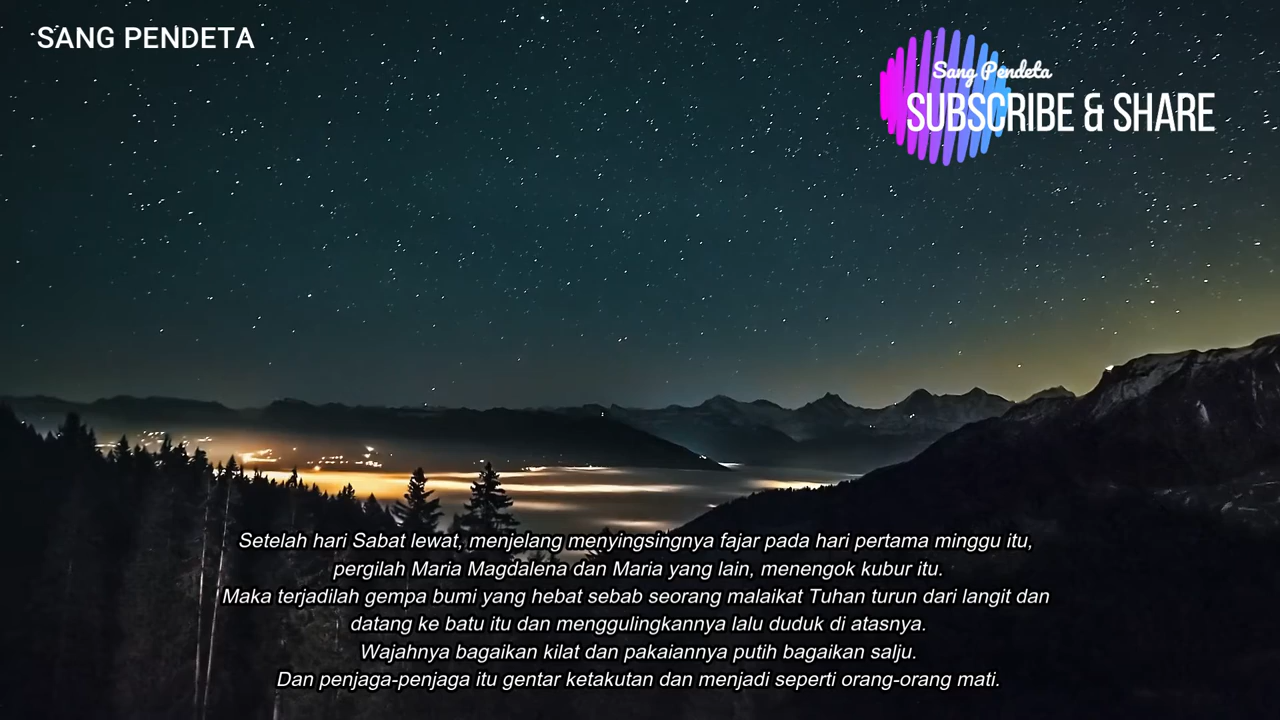 SANG PENDETA
Sang Pendeta
SUBSCRIBE & SHARE
Setelah hari Sabat lewat, menjelang menyingsingnya fajar pada hari pertama minggu itu,
pergilah Maria Magdalena dan Maria yang lain, menengok kubur itu.
Maka terjadilah gempa bumi yang hebat sebab seorang malaikat Tuhan turun dari langit dan
datang ke batu itu dan menggulingkannya lalu duduk di atasnya.
Wajahnya bagaikan kilat dan pakaiannya putih bagaikan salju.
Dan penjaga-penjaga itu gentar ketakutan dan menjadi seperti orang-orang mati.